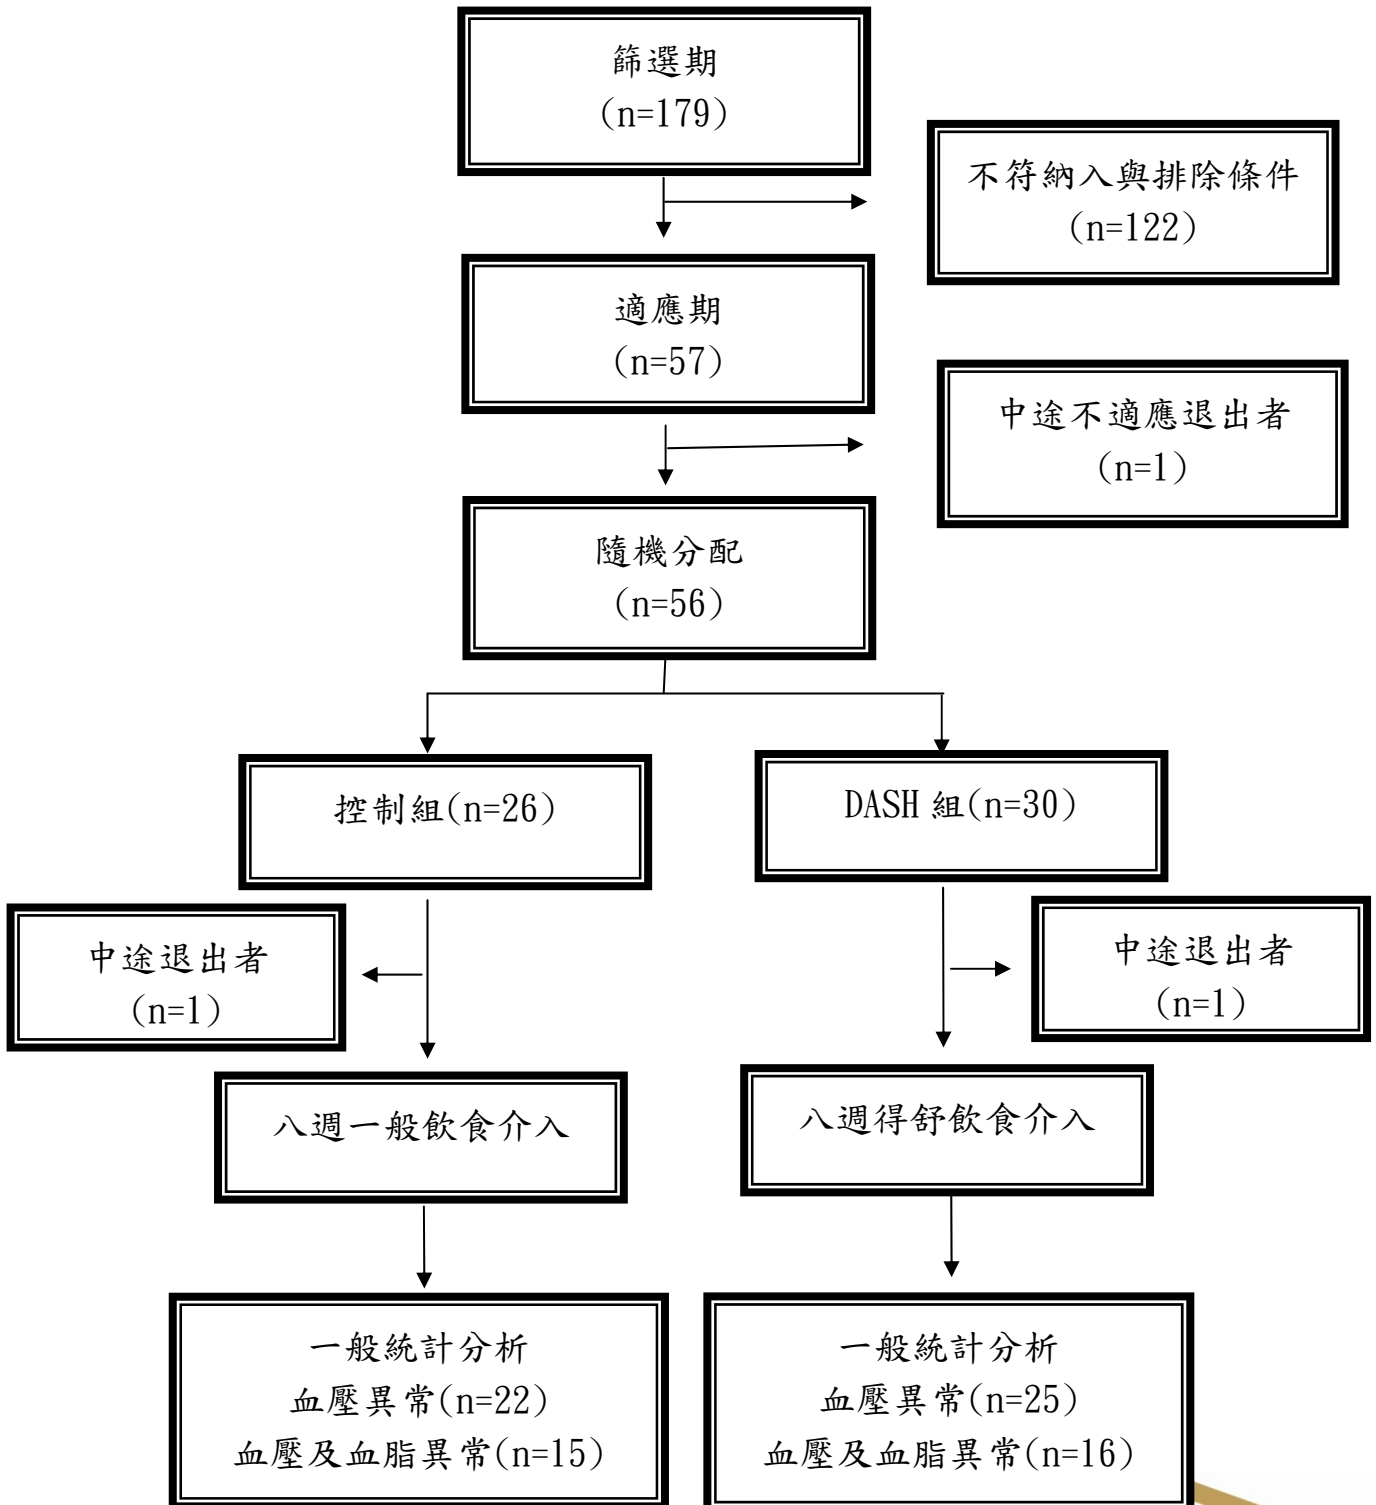 篩選期
(n=179)
不符納入與排除條件
(n=122)
適應期
(n=57)
中途不適應退出者
(n=1)
隨機分配
(n=56)
控制組(n=26)
DASH 組(n=30)
中途退出者
(n=1)
中途退出者
(n=1)
八週一般飲食介入
八週得舒飲食介入
一般統計分析
血壓異常(n=22)
血壓及血脂異常(n=15)
一般統計分析
血壓異常(n=25)
血壓及血脂異常(n=16)